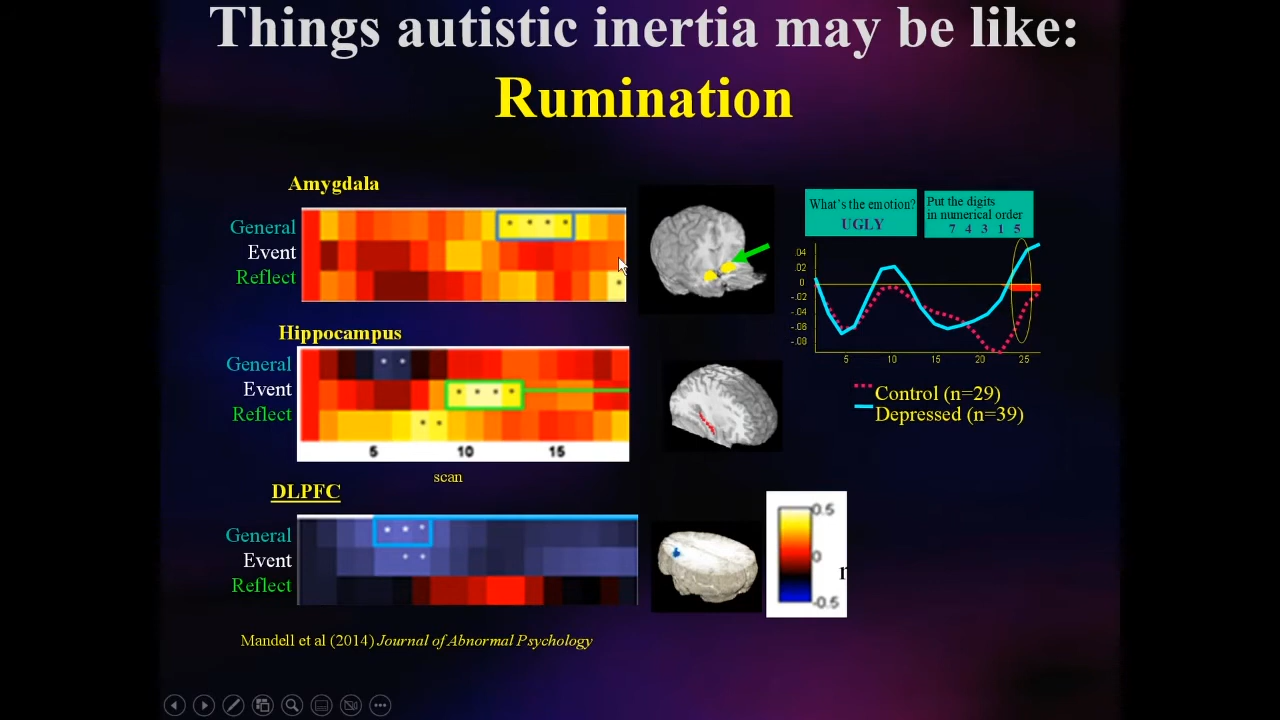 Things autistic inertia may be like:
Rumination
Amygdala
General
Event
Reflect
What's the emotion?
UGLY
Put the digits
in numerical order
7 4 3 1 5
.04
.02
0
-.02
-.04
-.06
-.08
5 10 15 20 25
Control (n=29)
Depressed (n=39)
Hippocampus
General
Event
Reflect
5 10 15
scan
DLPFC
General
Event
Reflect
0.5
0
r
-0.5
Mandell et al (2014) Journal of Abnormal Psychology